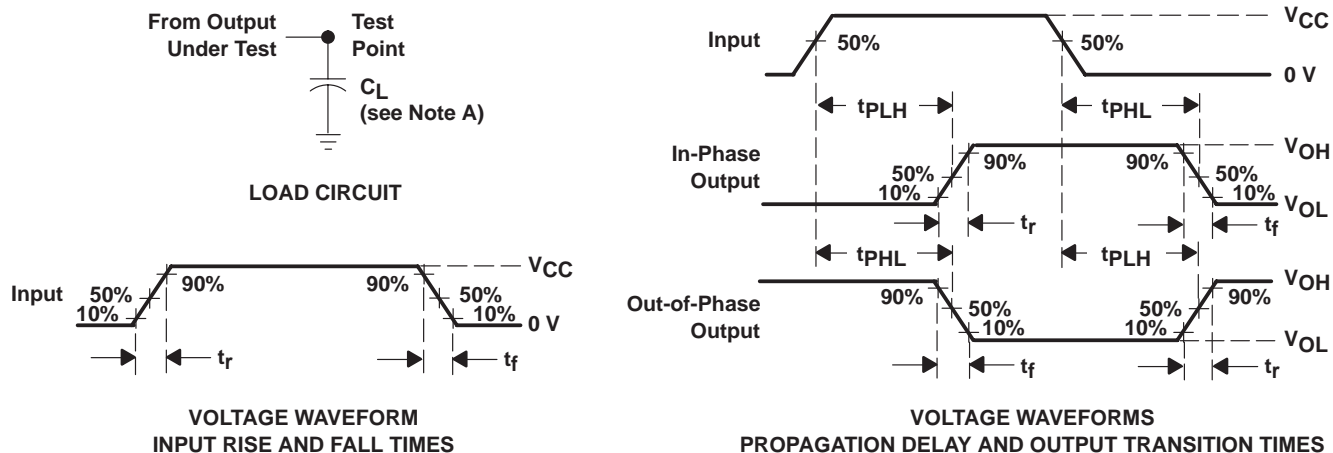 From Output
Under Test
Test
Point
CL
(see Note A)
LOAD CIRCUIT
Input
50%
10%
90%
90%
50%
10%
VCC
0 V
tr
tf
VOLTAGE WAVEFORM
INPUT RISE AND FALL TIMES
Input
50%
50%
VCC
0 V
tPLH
tPHL
In-Phase
Output
50%
10%
90%
90%
50%
10%
VOH
VOL
tr
tf
tPHL
tPLH
Out-of-Phase
Output
90%
50%
10%
50%
10%
90%
VOH
VOL
tf
tr
VOLTAGE WAVEFORMS
PROPAGATION DELAY AND OUTPUT TRANSITION TIMES